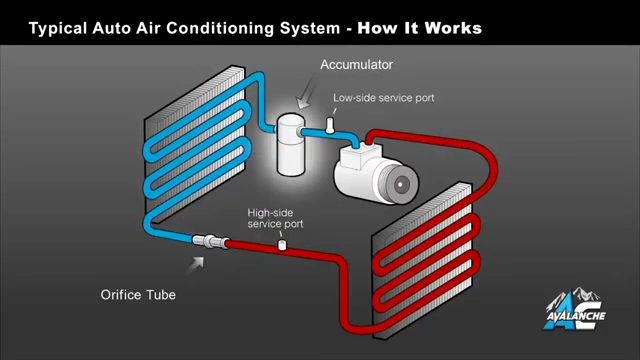 Typical Auto Air Conditioning System - How It Works
Accumulator
Low-side service port
High-side
service port
Orifice Tube
AC
AVALANCHE